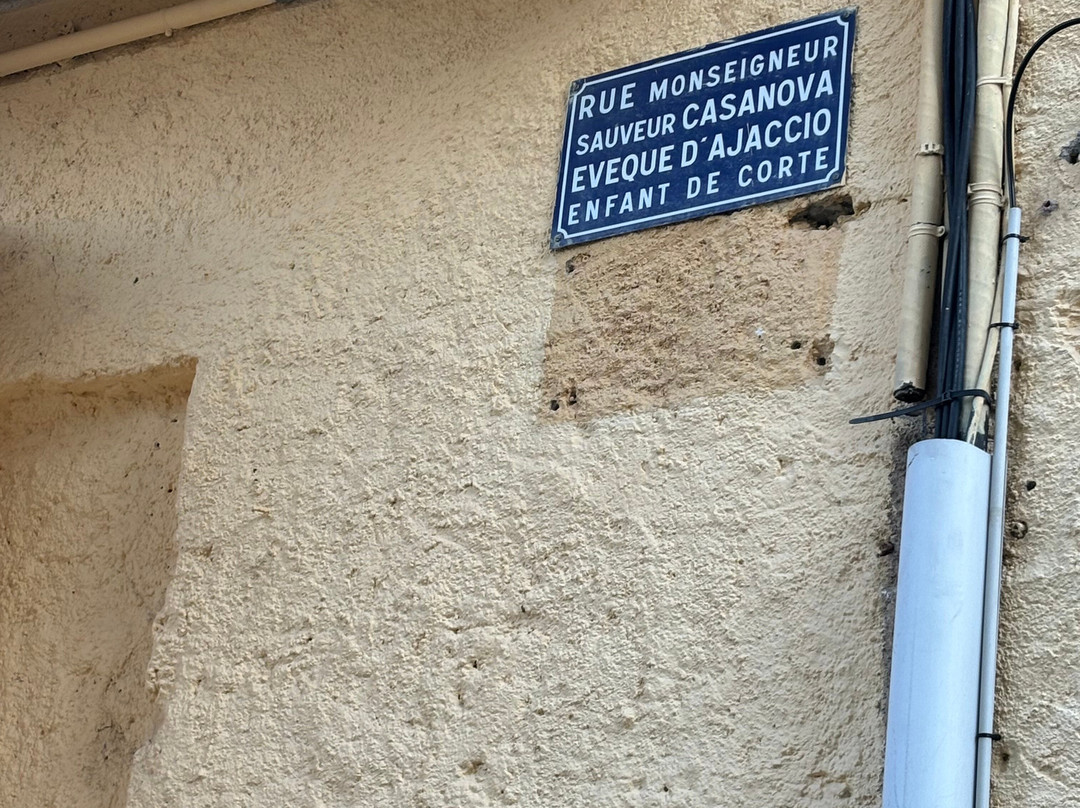 RUE MONSEIGNEUR
SAUVEUR CASANOVA
EVEQUE D'AJACCIO
ENFANT DE CORTE